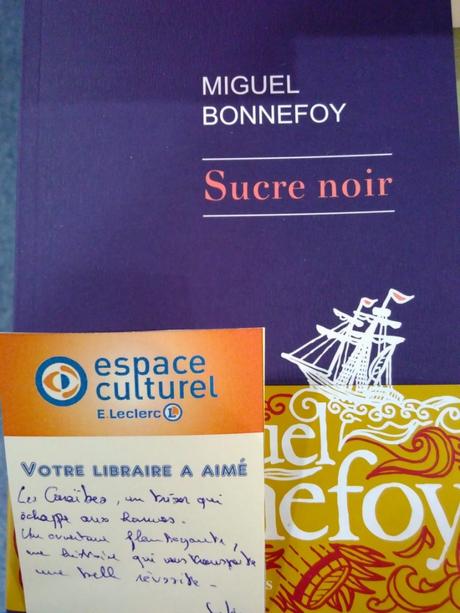 MIGUEL
BONNEFOY
Sucre noir
espace
culturel
E.Leclerc L
VOTRE LIBRAIRE A AIMÉ
Les Caraïbes, un trésor qui
échappe aux hommes.
Une aventure flamboyante,
une histoire qui vous transporte
une belle réussite -
uel
nefoy
s